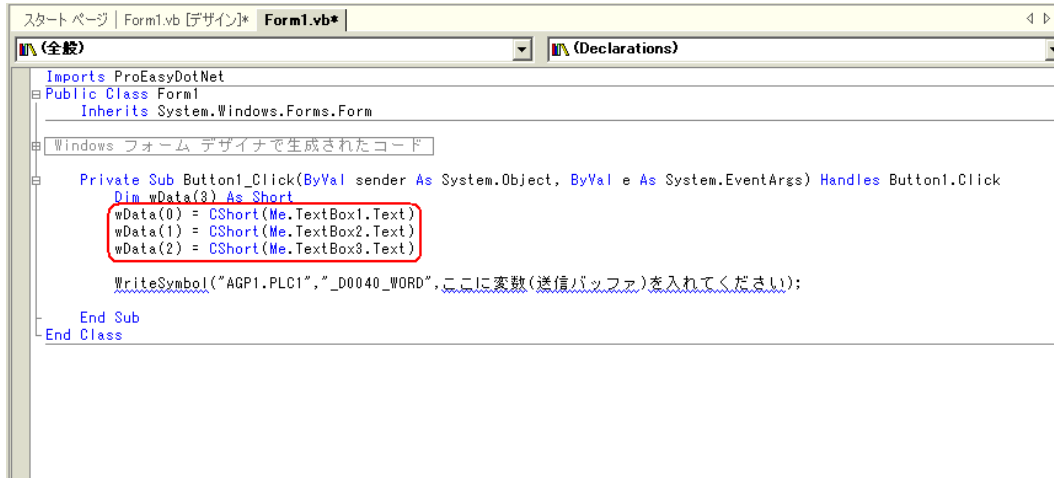 スタート ページ | Form1.vb [デザイン]* Form1.vb*
(全般) (Declarations)
Imports ProEasyDotNet
Public Class Form1
Inherits System.Windows.Forms.Form
Windows フォーム デザイナで生成されたコード
Private Sub Button1_Click(ByVal sender As System.Object, ByVal e As System.EventArgs) Handles Button1.Click
Dim wData(3) As Short
wData(0) = CShort(Me.TextBox1.Text)
wData(1) = CShort(Me.TextBox2.Text)
wData(2) = CShort(Me.TextBox3.Text)
WriteSymbol("AGP1.PLC1","_D0040_WORD",ここに変数(送信バッファ)を入れてください);
End Sub
End Class